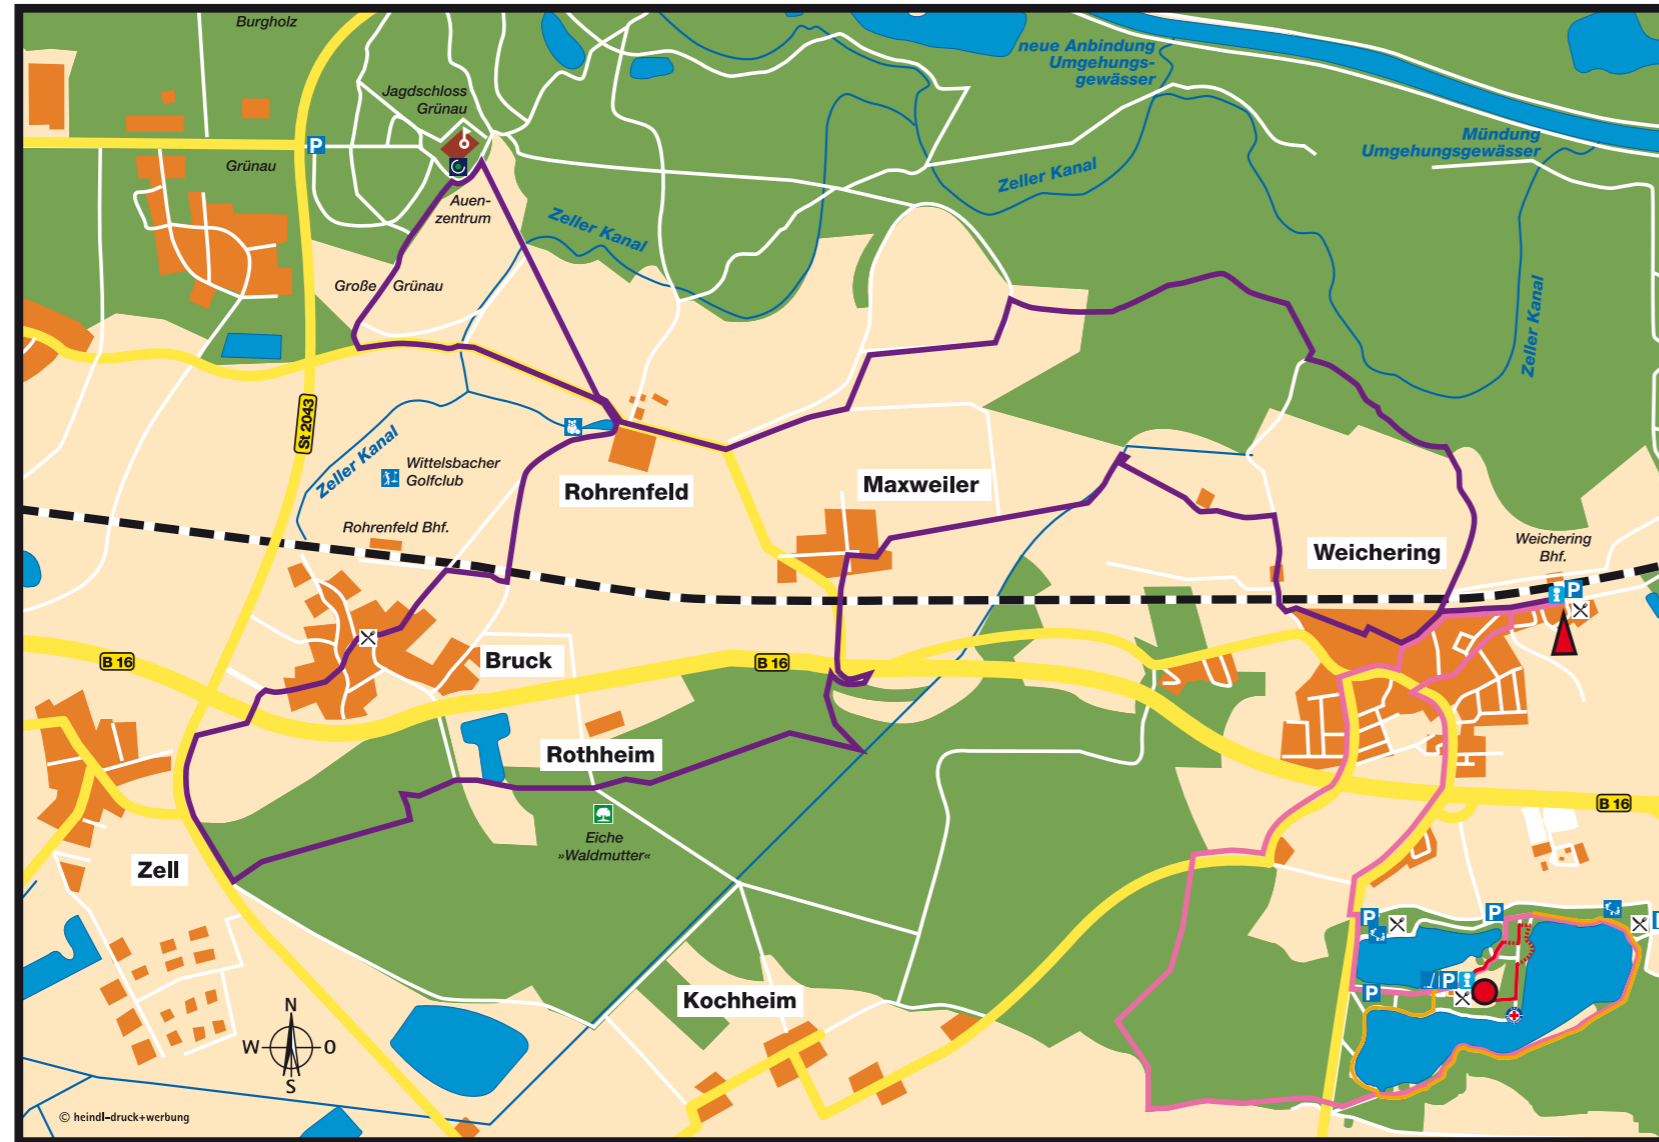 Burgholz
Jagdschloss
Grünau
neue Anbindung
Umgehungs-
gewässer
Mündung
Umgehungsgewässer
P
Grünau
Auen-
zentrum
Zeller Kanal
Zeller Kanal
Große Grünau
Zeller Kanal
St 2043
Zeller Kanal
Wittelsbacher
Golfclub
Rohrenfeld
Maxweiler
Rohrenfeld Bhf.
Weichering
Weichering
Bhf.
i
P
B 16
Bruck
B 16
Rothheim
B 16
Eiche
»Waldmutter«
Zell
P
P
P
i
P
Kochheim
N
W
O
S
© heindl-druck+werbung